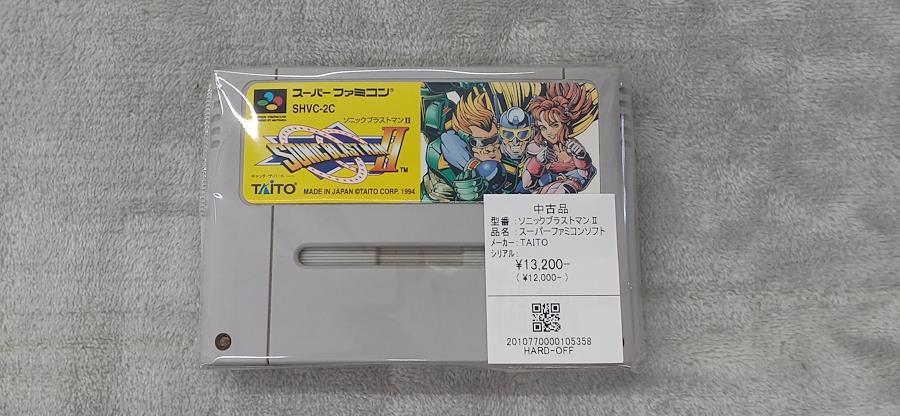 スーパーファミコン®
SHVC-2C
ソニックブラストマンⅡ
SONIC BLAST MAN Ⅱ™
TAITO
MADE IN JAPAN ©TAITO CORP. 1994
中古品
型番 :ソニックブラストマンⅡ
品名 :スーパーファミコンソフト
メーカー:TAITO
シリアル:
¥13,200-
( ¥12,000- )
2010770000105358
HARD-OFF